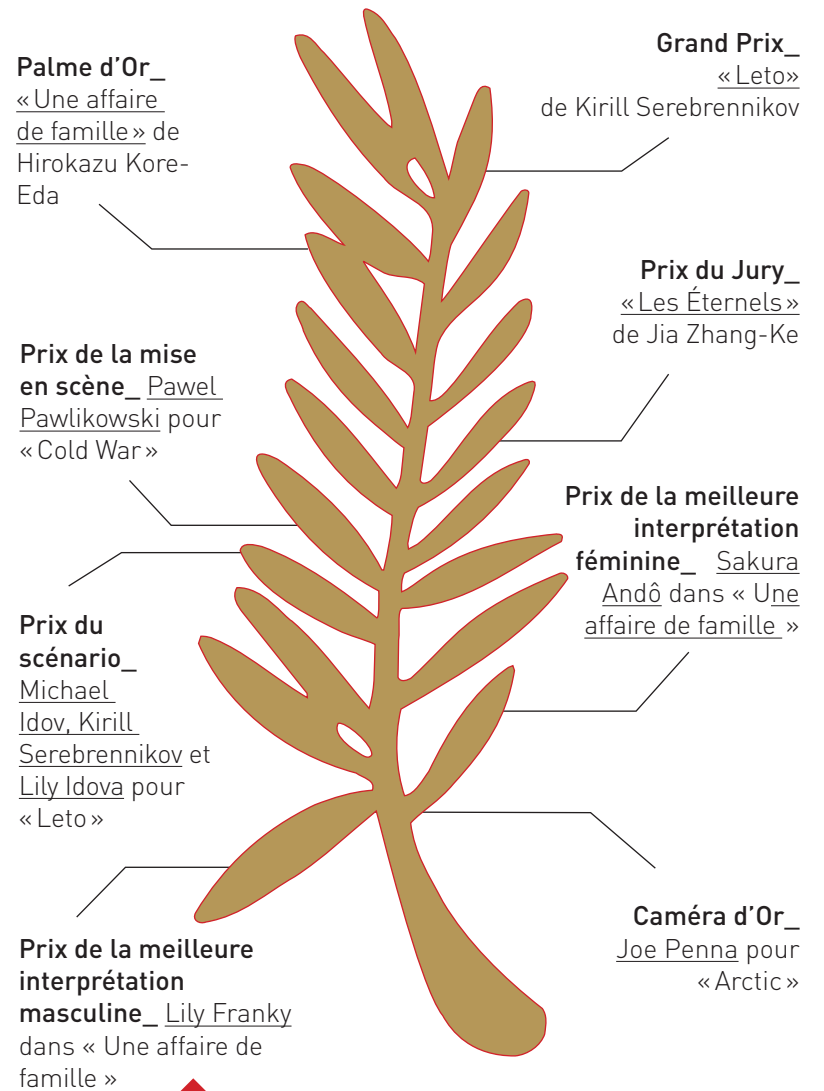 Palme d’Or_
«Une affaire
de famille» de
Hirokazu Kore-
Eda
Grand Prix_
«Leto»
de Kirill Serebrennikov
Prix du Jury_
«Les Éternels»
de Jia Zhang-Ke
Prix de la mise
en scène_ Pawel
Pawlikowski pour
«Cold War»
Prix de la meilleure
interprétation
féminine_ Sakura
Andô dans « Une
affaire de famille »
Prix du
scénario_
Michael
Idov, Kirill
Serebrennikov et
Lily Idova pour
«Leto»
Caméra d’Or_
Joe Penna pour
«Arctic»
Prix de la meilleure
interprétation
masculine_ Lily Franky
dans « Une affaire de
famille »